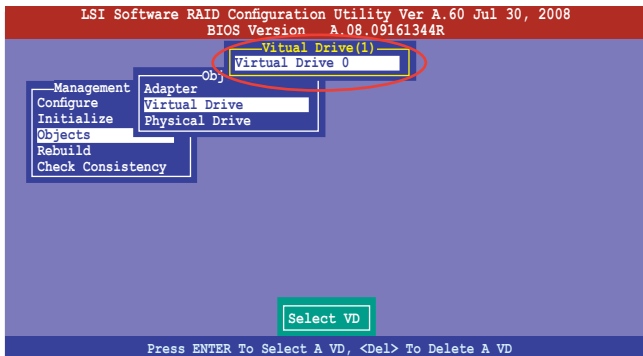 LSI Software RAID Configuration Utility Ver A.60 Jul 30, 2008
BIOS Version A.08.09161344R
Vitual Drive(1)
Virtual Drive 0
Obj
Adapter
Virtual Drive
Physical Drive
Management
Configure
Initialize
Objects
Rebuild
Check Consistency
Select VD
Press ENTER To Select A VD, <Del> To Delete A VD